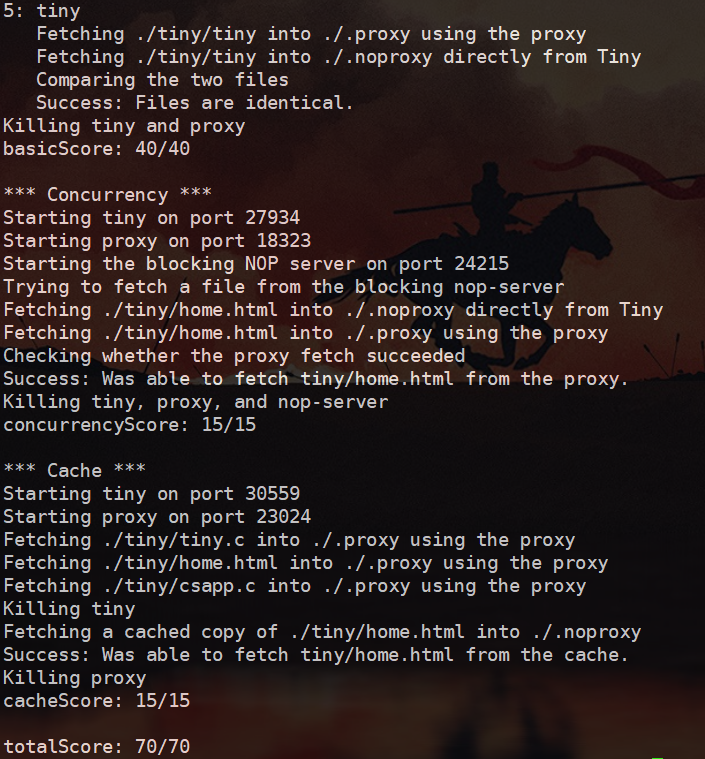 5: tiny
Fetching ./tiny/tiny into ./.proxy using the proxy
Fetching ./tiny/tiny into ./.noproxy directly from Tiny
Comparing the two files
Success: Files are identical.
Killing tiny and proxy
basicScore: 40/40
*** Concurrency ***
Starting tiny on port 27934
Starting proxy on port 18323
Starting the blocking NOP server on port 24215
Trying to fetch a file from the blocking nop-server
Fetching ./tiny/home.html into ./.noproxy directly from Tiny
Fetching ./tiny/home.html into ./.proxy using the proxy
Checking whether the proxy fetch succeeded
Success: Was able to fetch tiny/home.html from the proxy.
Killing tiny, proxy, and nop-server
concurrencyScore: 15/15
*** Cache ***
Starting tiny on port 30559
Starting proxy on port 23024
Fetching ./tiny/tiny.c into ./.proxy using the proxy
Fetching ./tiny/home.html into ./.proxy using the proxy
Fetching ./tiny/csapp.c into ./.proxy using the proxy
Killing tiny
Fetching a cached copy of ./tiny/home.html into ./.noproxy
Success: Was able to fetch tiny/home.html from the cache.
Killing proxy
cacheScore: 15/15
totalScore: 70/70